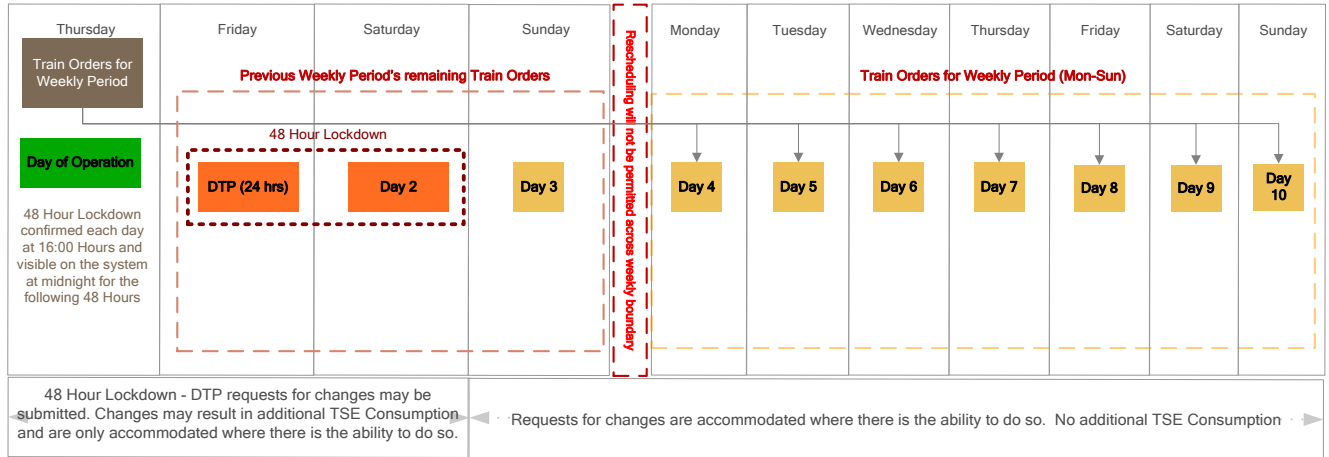 Thursday
Friday
Saturday
Sunday
Monday
Tuesday
Wednesday
Thursday
Friday
Saturday
Sunday
Train Orders for
Weekly Period
Previous Weekly Period's remaining Train Orders
Rescheduling will not be permitted across weekly boundary
Train Orders for Weekly Period (Mon-Sun)
48 Hour Lockdown
Day of Operation
DTP (24 hrs)
Day 2
Day 3
Day 4
Day 5
Day 6
Day 7
Day 8
Day 9
Day
10
48 Hour Lockdown
confirmed each day
at 16:00 Hours and
visible on the system
at midnight for the
following 48 Hours
48 Hour Lockdown - DTP requests for changes may be
submitted. Changes may result in additional TSE Consumption
and are only accommodated where there is the ability to do so.
Requests for changes are accommodated where there is the ability to do so.  No additional TSE Consumption